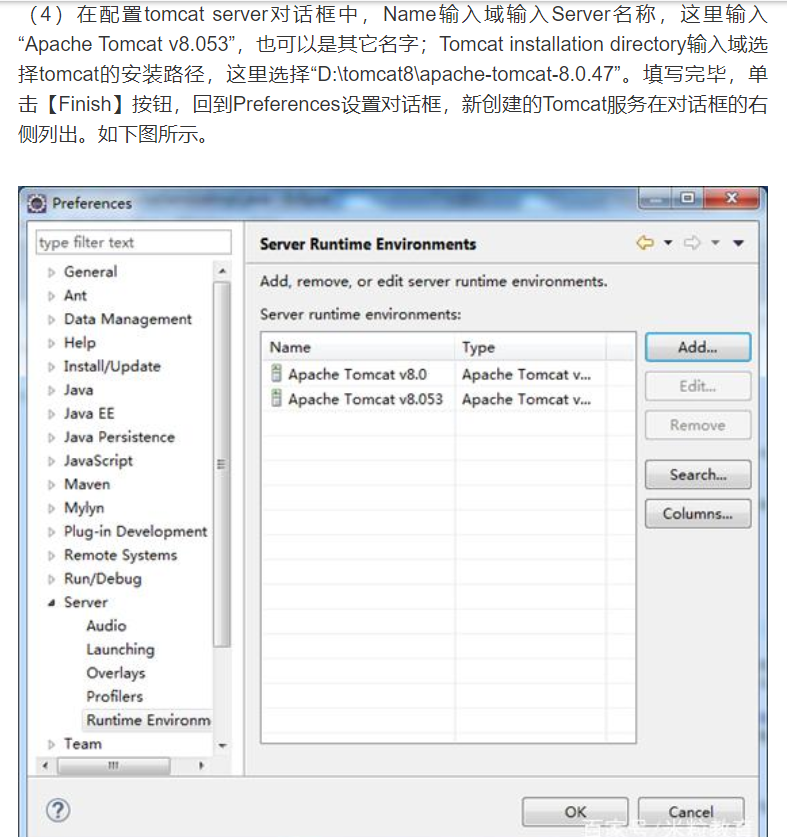 （4）在配置tomcat server对话框中，Name输入域输入Server名称，这里输入
“Apache Tomcat v8.053”，也可以是其它名字；Tomcat installation directory输入域选
择tomcat的安装路径，这里选择“D:\tomcat8\apache-tomcat-8.0.47”。填写完毕，单
击【Finish】按钮，回到Preferences设置对话框，新创建的Tomcat服务在对话框的右
侧列出。如下图所示。
Preferences
type filter text
General
Ant
Data Management
Help
Install/Update
Java
Java EE
Java Persistence
JavaScript
Maven
Mylyn
Plug-in Development
Remote Systems
Run/Debug
Server
Audio
Launching
Overlays
Profilers
Runtime Environm
Team
Server Runtime Environments
Add, remove, or edit server runtime environments.
Server runtime environments:
Name Type
Apache Tomcat v8.0 Apache Tomcat v...
Apache Tomcat v8.053 Apache Tomcat v...
Add...
Edit...
Remove
Search...
Columns...
OK
Cancel
百家号/米粒教育